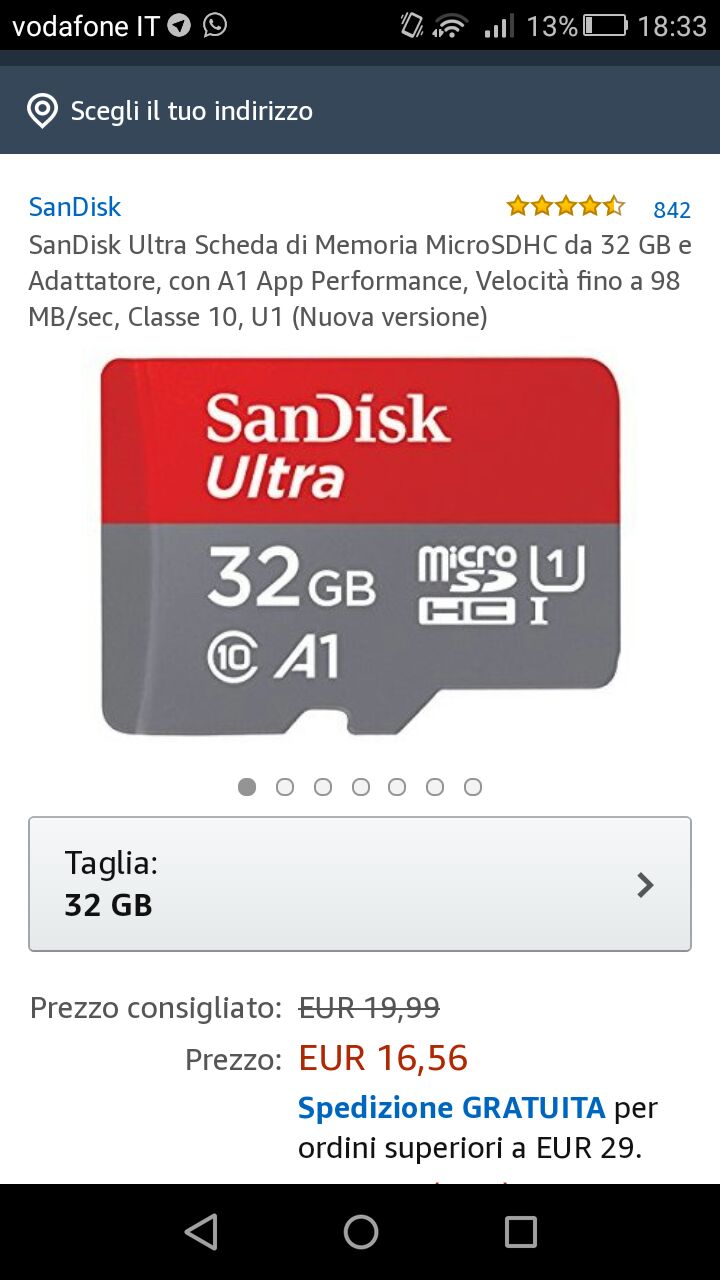 vodafone IT 13% 18:33
Scegli il tuo indirizzo
SanDisk 842
SanDisk Ultra Scheda di Memoria MicroSDHC da 32 GB e
Adattatore, con A1 App Performance, Velocità fino a 98
MB/sec, Classe 10, U1 (Nuova versione)
SanDisk
Ultra
32GB micro SD HC I U1
10 A1
Taglia:
32 GB
Prezzo consigliato: EUR 19,99
Prezzo: EUR 16,56
Spedizione GRATUITA per
ordini superiori a EUR 29.